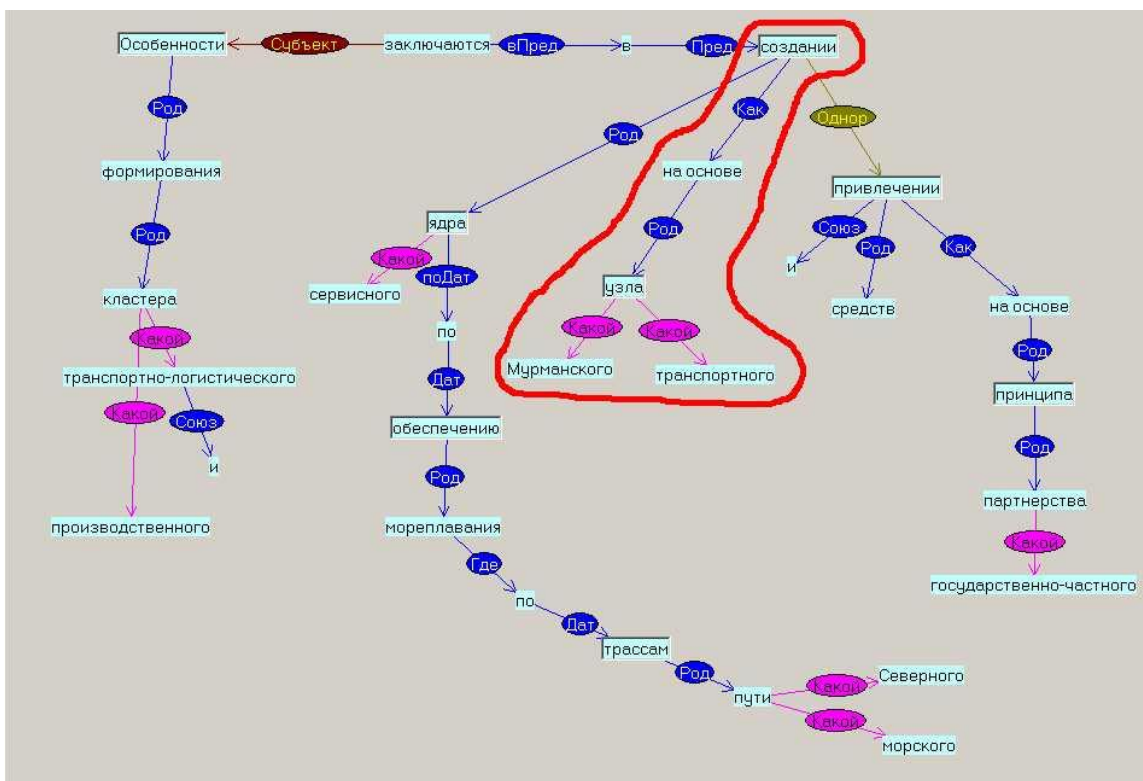 Особенности Субъект заключаются вПред в Пред создании
Род Как Однор
Род
формирования на основе привлечении
Род ядра Род Союз Род Как
Какой поДат и
кластера сервисного узла средств на основе
Какой по Какой Какой Род
транспортно-логистического Дат Мурманского транспортного принципа
Какой Союз обеспечению Род
и Род
производственного мореплавания партнерства
Где Какой
по государственно-частного
Дат
трассам
Род Какой Северного
пути
Какой
морского